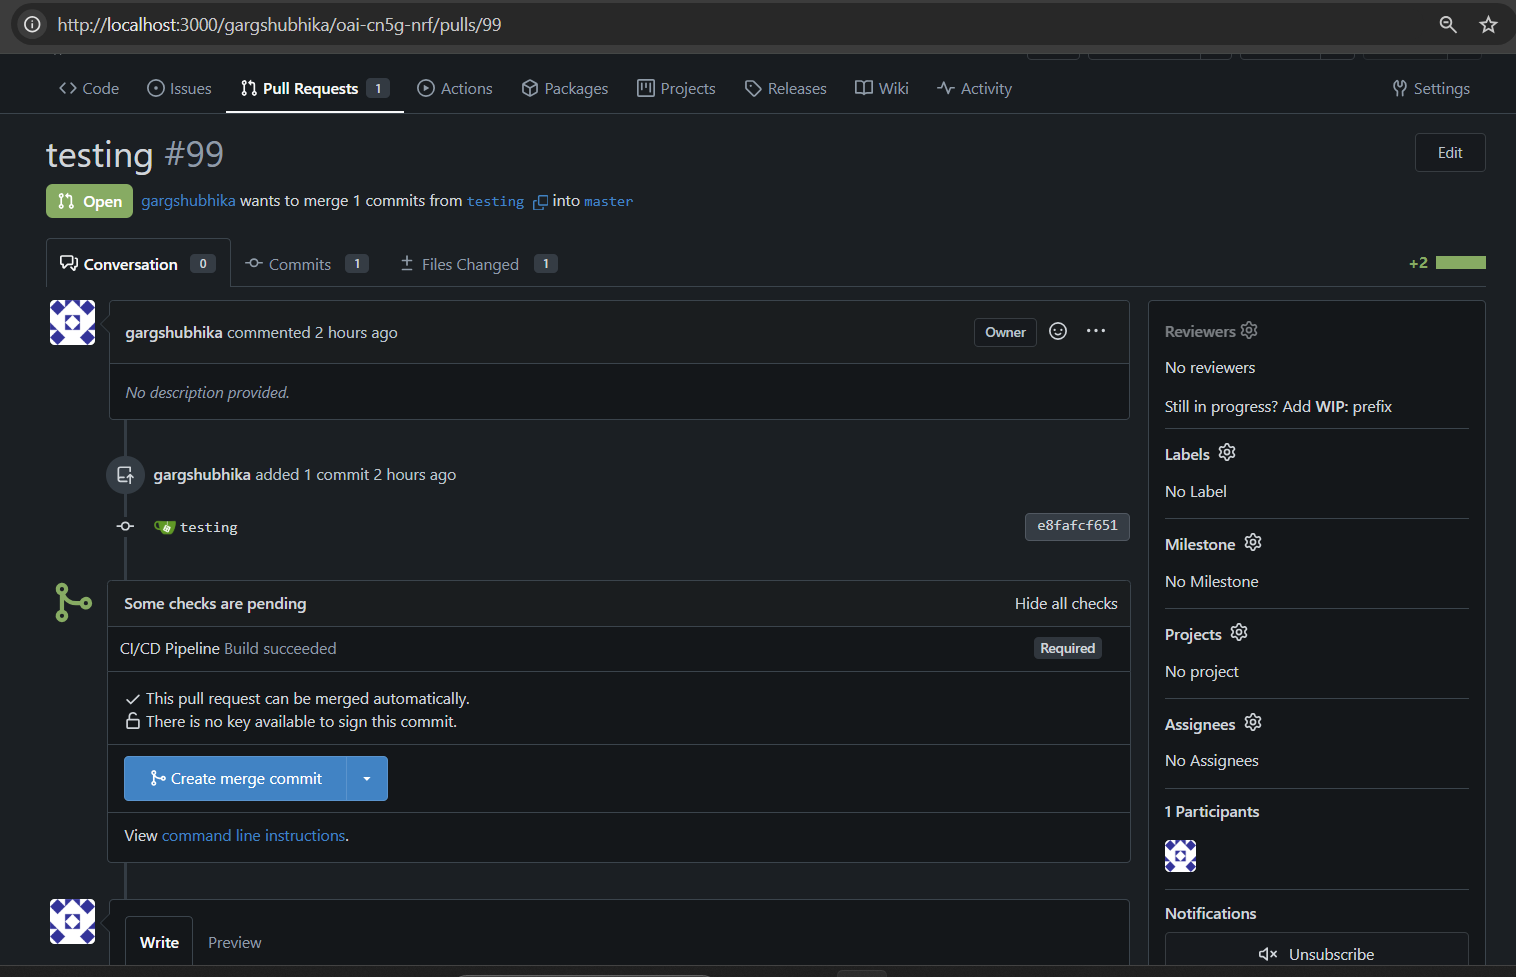 http://localhost:3000/gargshubhika/oai-cn5g-nrf/pulls/99
Code Issues Pull Requests 1 Actions Packages Projects Releases Wiki Activity Settings
testing #99
Edit
Open gargshubhika wants to merge 1 commits from testing into master
Conversation 0 Commits 1 Files Changed 1 +2
gargshubhika commented 2 hours ago Owner
No description provided.
gargshubhika added 1 commit 2 hours ago
testing e8fafcf651
Some checks are pending Hide all checks
CI/CD Pipeline Build succeeded Required
This pull request can be merged automatically.
There is no key available to sign this commit.
Create merge commit
View command line instructions.
Write Preview
Reviewers
No reviewers
Still in progress? Add WIP: prefix
Labels
No Label
Milestone
No Milestone
Projects
No project
Assignees
No Assignees
1 Participants
Notifications
Unsubscribe